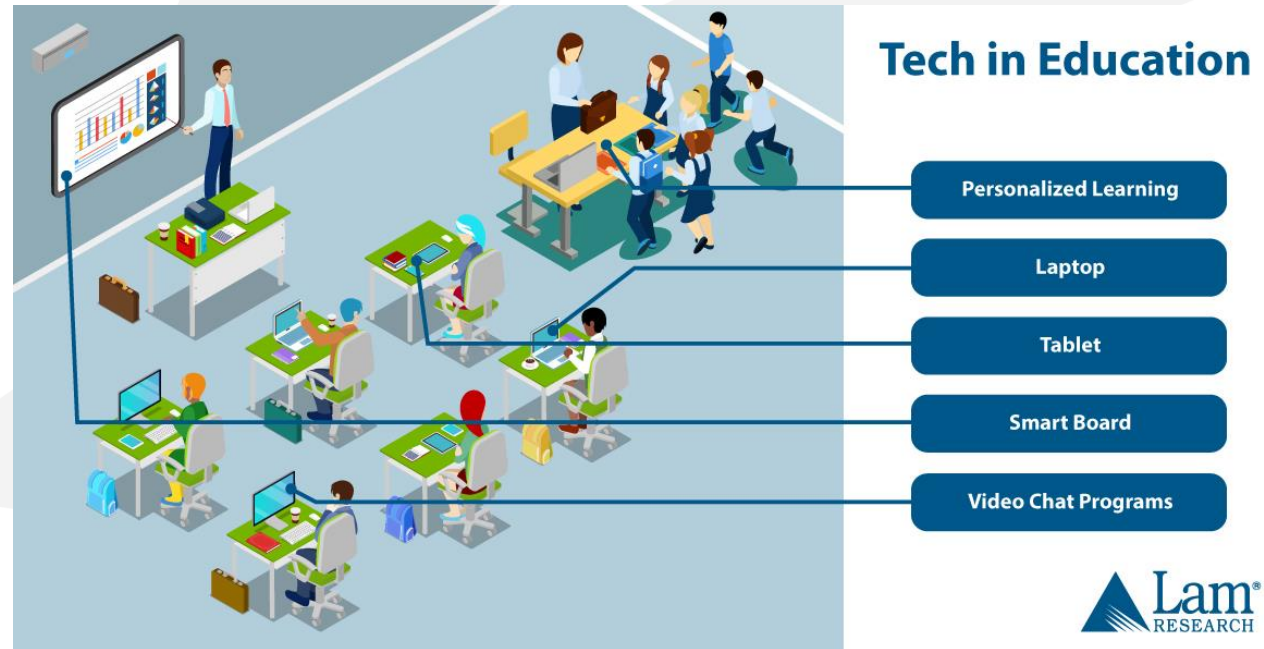 Tech in Education
Personalized Learning
Laptop
Tablet
Smart Board
Video Chat Programs
Lam®
RESEARCH